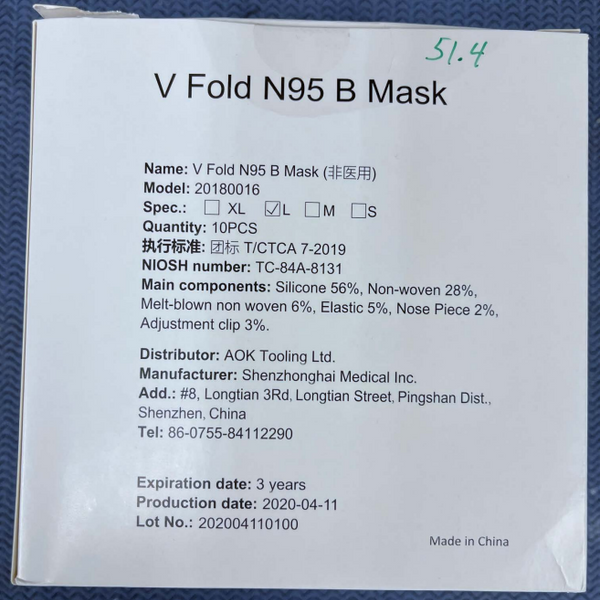 51.4
V Fold N95 B Mask
Name: V Fold N95 B Mask (非医用)
Model: 20180016
Spec.: ☐ XL ☑L ☐M ☐S
Quantity: 10PCS
执行标准: 团标 T/CTCA 7-2019
NIOSH number: TC-84A-8131
Main components: Silicone 56%, Non-woven 28%,
Melt-blown non woven 6%, Elastic 5%, Nose Piece 2%,
Adjustment clip 3%.
Distributor: AOK Tooling Ltd.
Manufacturer: Shenzhonghai Medical Inc.
Add.: #8, Longtian 3Rd, Longtian Street, Pingshan Dist.,
Shenzhen, China
Tel: 86-0755-84112290
Expiration date: 3 years
Production date: 2020-04-11
Lot No.: 202004110100
Made in China